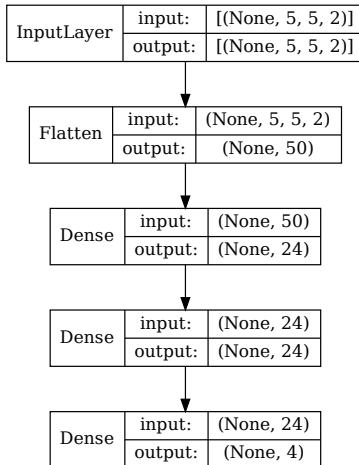 InputLayer
input: [(None, 5, 5, 2)]
output: [(None, 5, 5, 2)]
Flatten
input: (None, 5, 5, 2)
output: (None, 50)
Dense
input: (None, 50)
output: (None, 24)
Dense
input: (None, 24)
output: (None, 24)
Dense
input: (None, 24)
output: (None, 4)